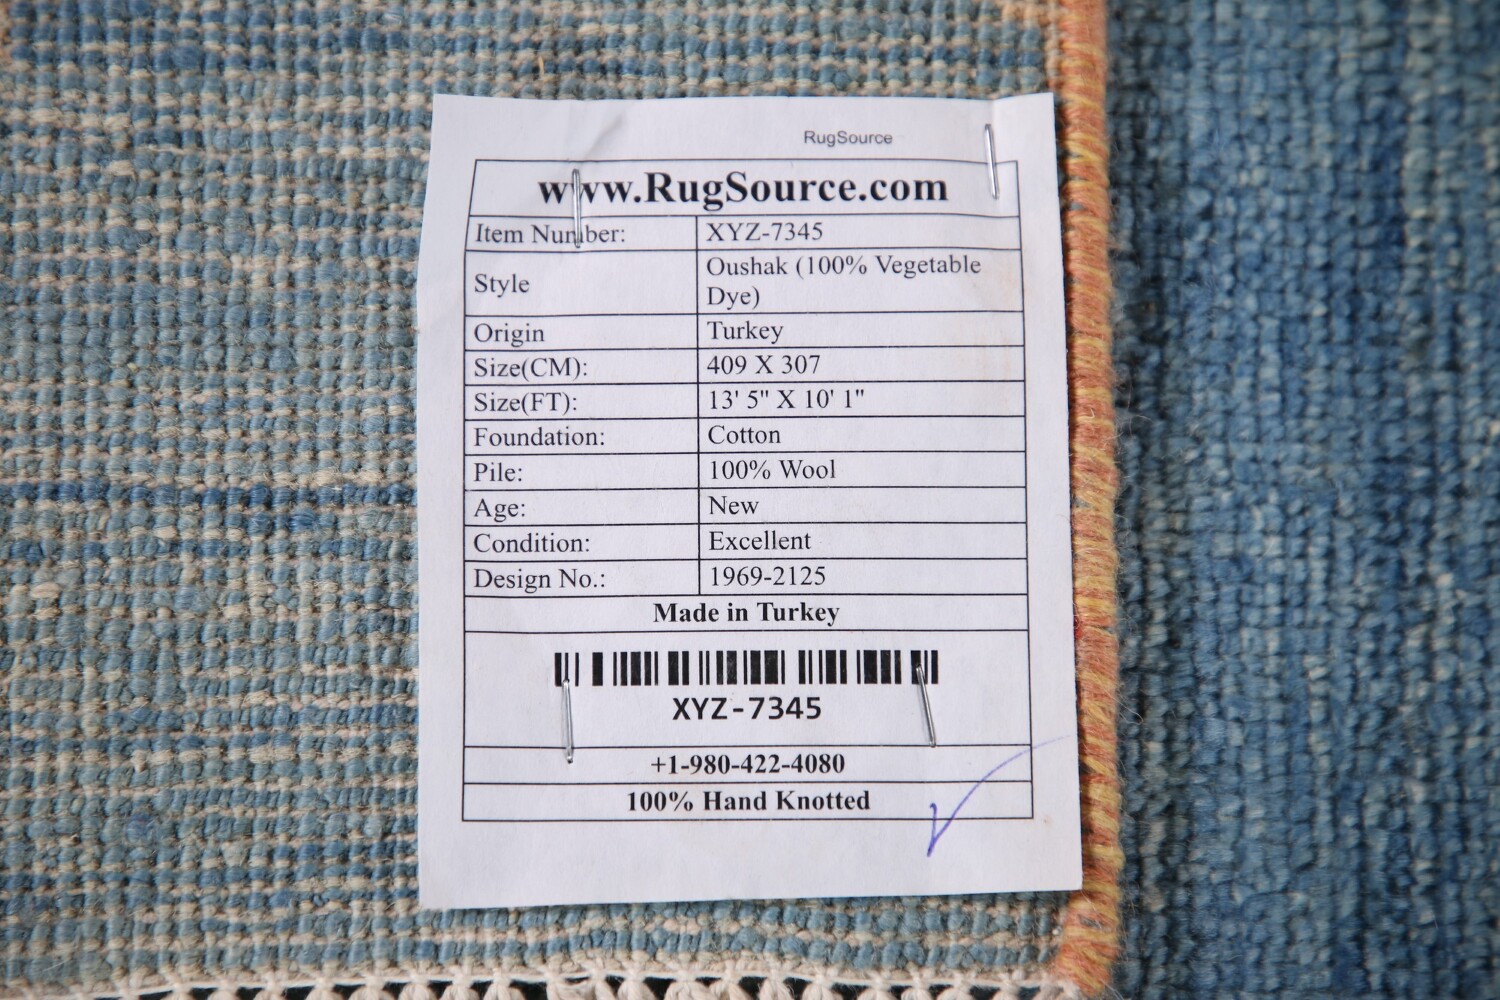 RugSource
www.RugSource.com
Item Number: XYZ-7345
Style Oushak (100% Vegetable
Dye)
Origin Turkey
Size(CM): 409 X 307
Size(FT): 13' 5" X 10' 1"
Foundation: Cotton
Pile: 100% Wool
Age: New
Condition: Excellent
Design No.: 1969-2125
Made in Turkey
XYZ-7345
+1-980-422-4080
100% Hand Knotted